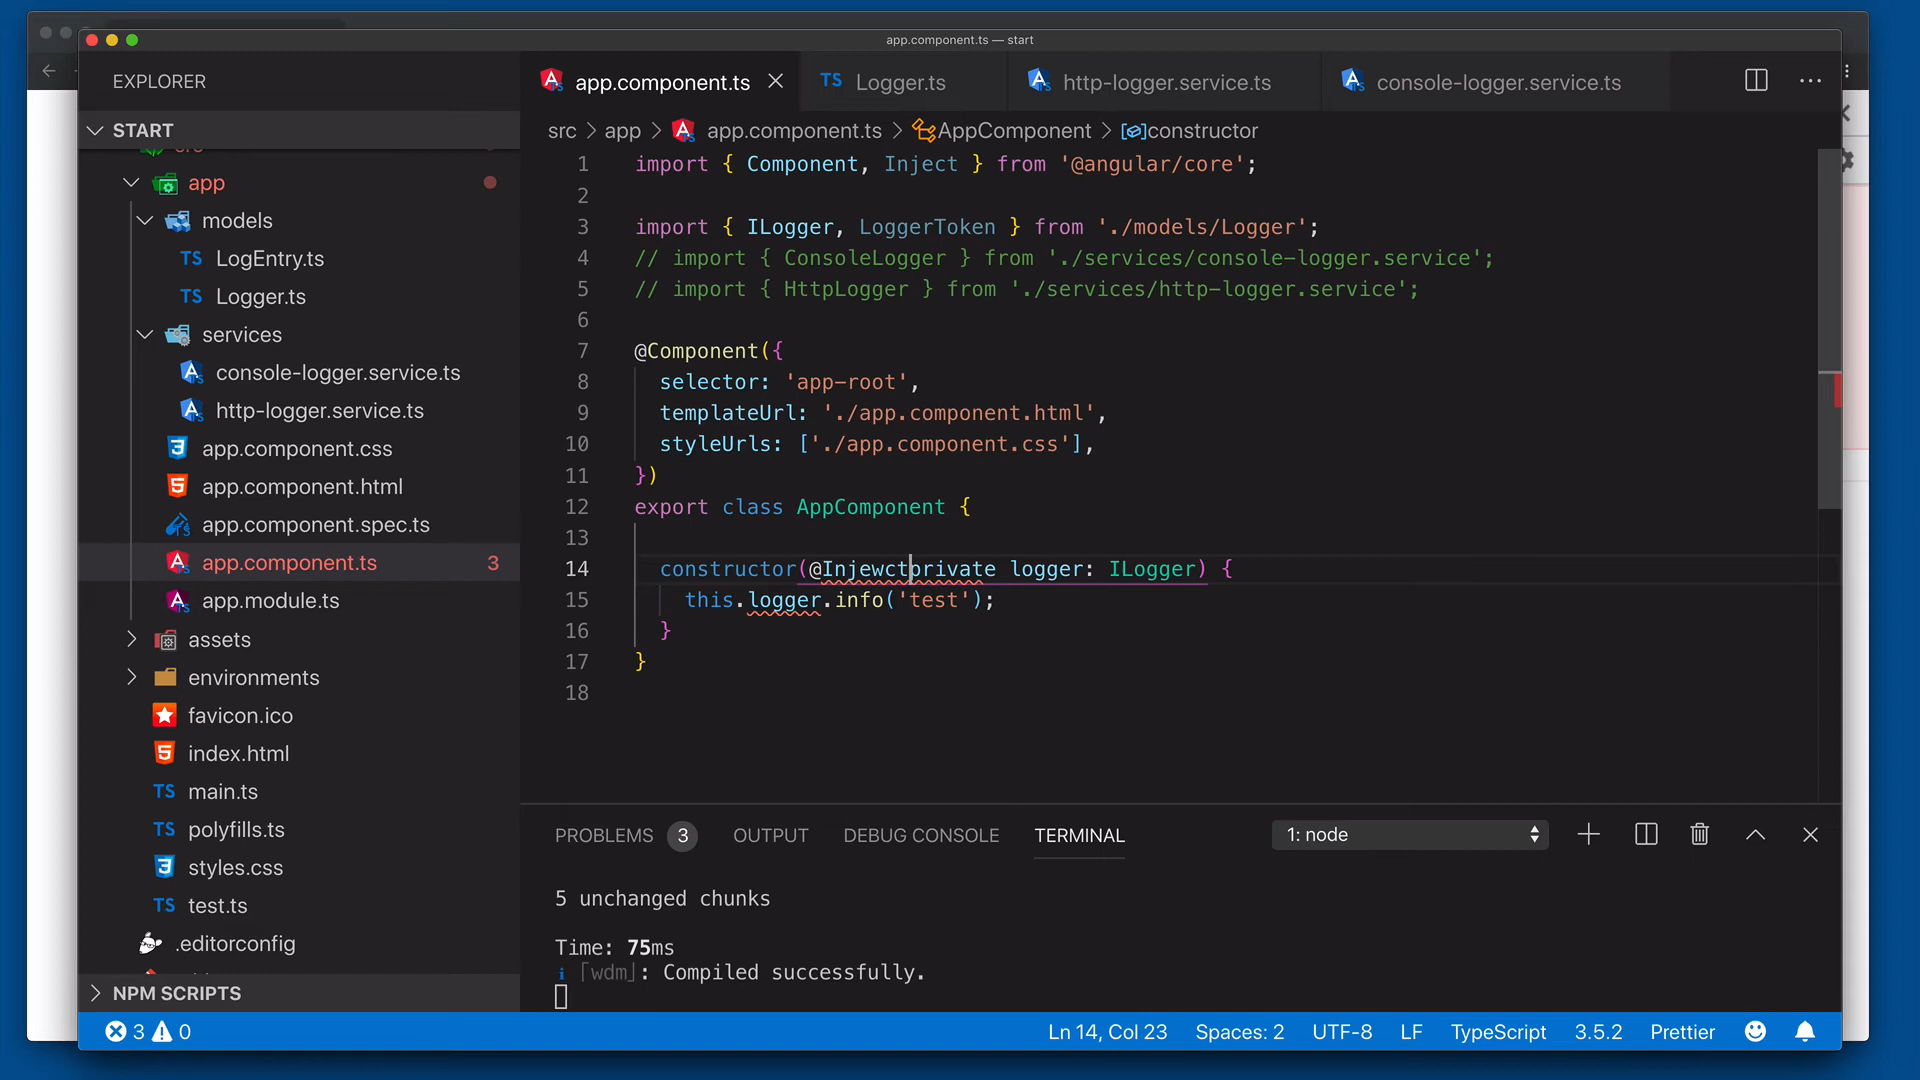 app.component.ts — start
EXPLORER
START
app
models
TS LogEntry.ts
TS Logger.ts
services
console-logger.service.ts
http-logger.service.ts
app.component.css
app.component.html
app.component.spec.ts
app.component.ts 3
app.module.ts
assets
environments
favicon.ico
index.html
TS main.ts
TS polyfills.ts
styles.css
TS test.ts
.editorconfig
NPM SCRIPTS
app.component.ts
TS Logger.ts
http-logger.service.ts
console-logger.service.ts
src > app > app.component.ts > AppComponent > constructor
1 import { Component, Inject } from '@angular/core';
2
3 import { ILogger, LoggerToken } from './models/Logger';
4 // import { ConsoleLogger } from './services/console-logger.service';
5 // import { HttpLogger } from './services/http-logger.service';
6
7 @Component({
8 selector: 'app-root',
9 templateUrl: './app.component.html',
10 styleUrls: ['./app.component.css'],
11 })
12 export class AppComponent {
13
14 constructor(@Injewctprivate logger: ILogger) {
15 this.logger.info('test');
16 }
17 }
18
PROBLEMS 3 OUTPUT DEBUG CONSOLE TERMINAL 1: node
5 unchanged chunks
Time: 75ms
i ｢wdm｣: Compiled successfully.
3 0 Ln 14, Col 23 Spaces: 2 UTF-8 LF TypeScript 3.5.2 Prettier